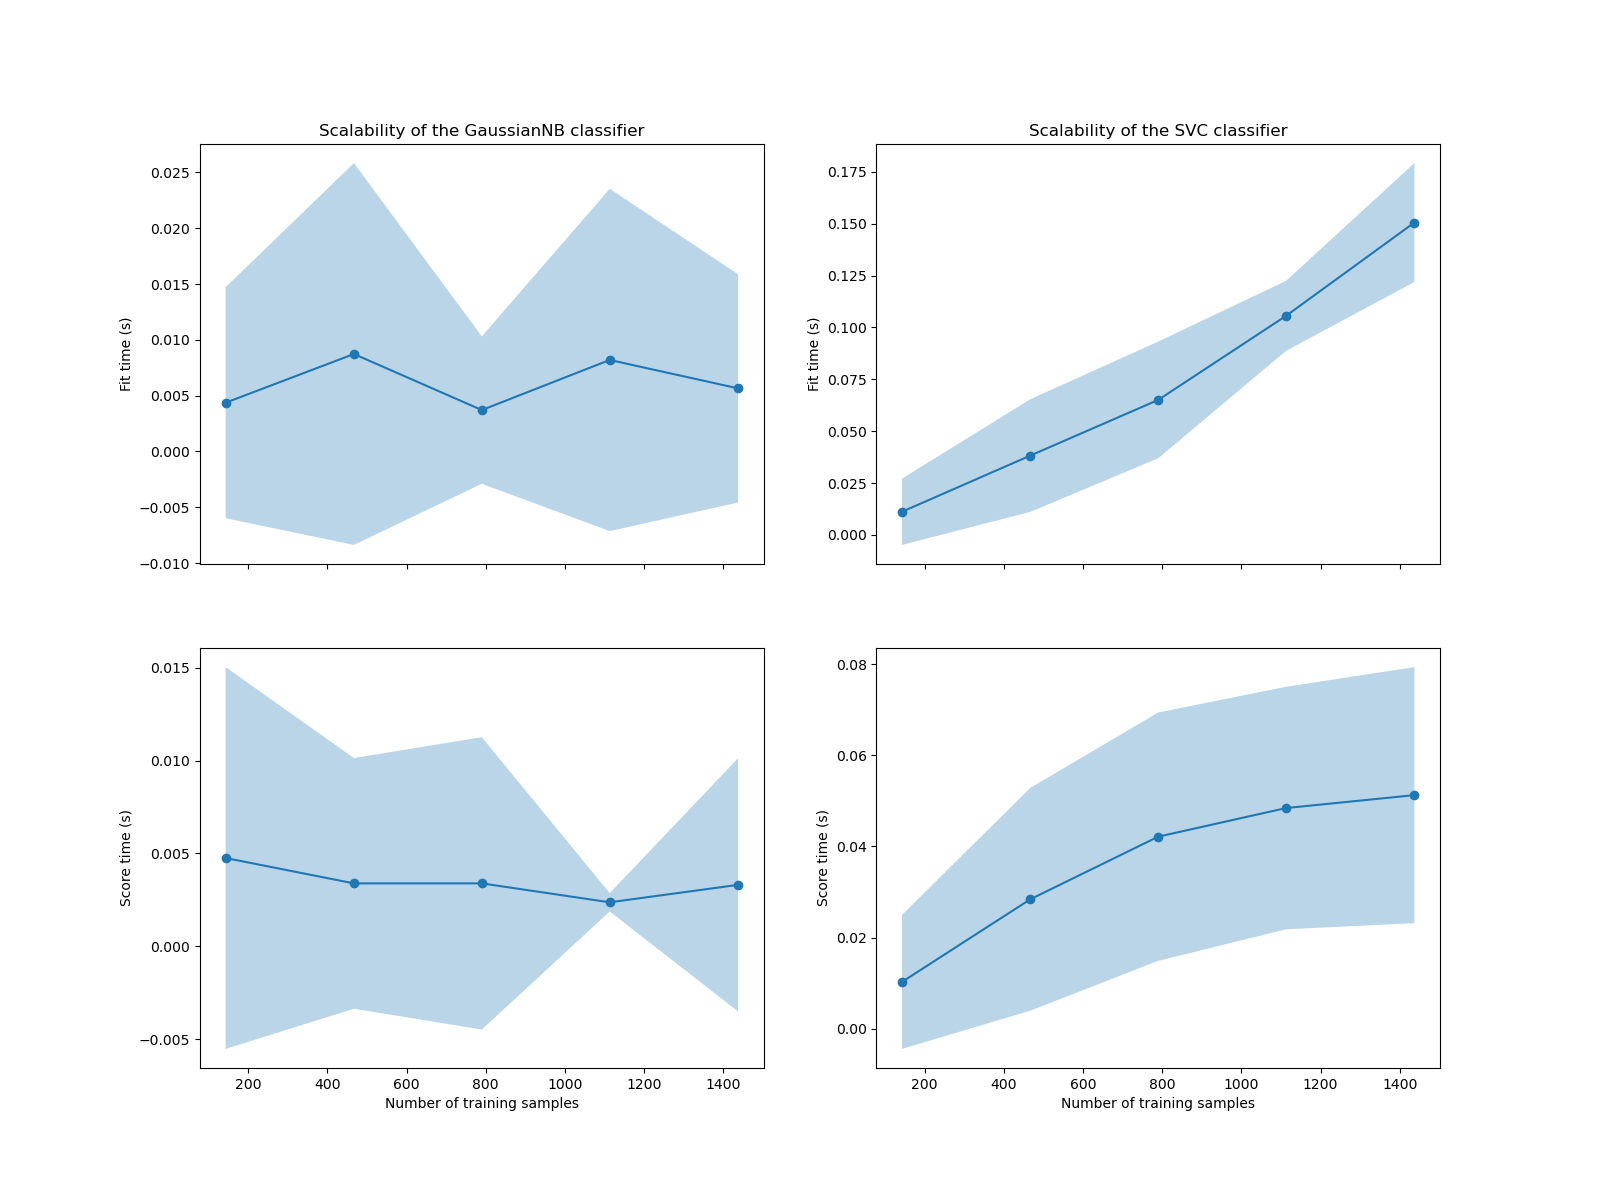 Scalability of the GaussianNB classifier
0.025
0.020
0.015
0.010
0.005
0.000
−0.005
−0.010
Fit time (s)
Scalability of the SVC classifier
0.175
0.150
0.125
0.100
0.075
0.050
0.025
0.000
Fit time (s)
0.015
0.010
0.005
0.000
−0.005
Score time (s)
200 400 600 800 1000 1200 1400
Number of training samples
0.08
0.06
0.04
0.02
0.00
Score time (s)
200 400 600 800 1000 1200 1400
Number of training samples